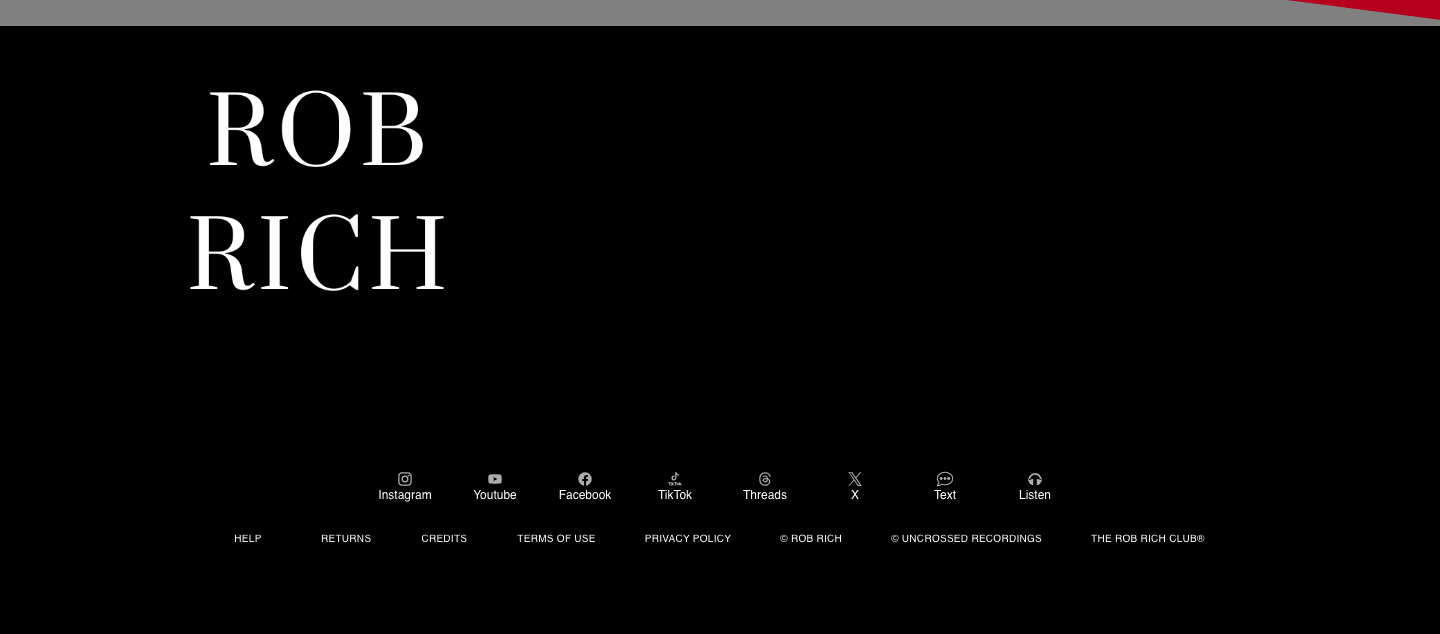 ROB
RICH
Instagram Youtube Facebook TikTok Threads X Text Listen
HELP RETURNS CREDITS TERMS OF USE PRIVACY POLICY © ROB RICH © UNCROSSED RECORDINGS THE ROB RICH CLUB®